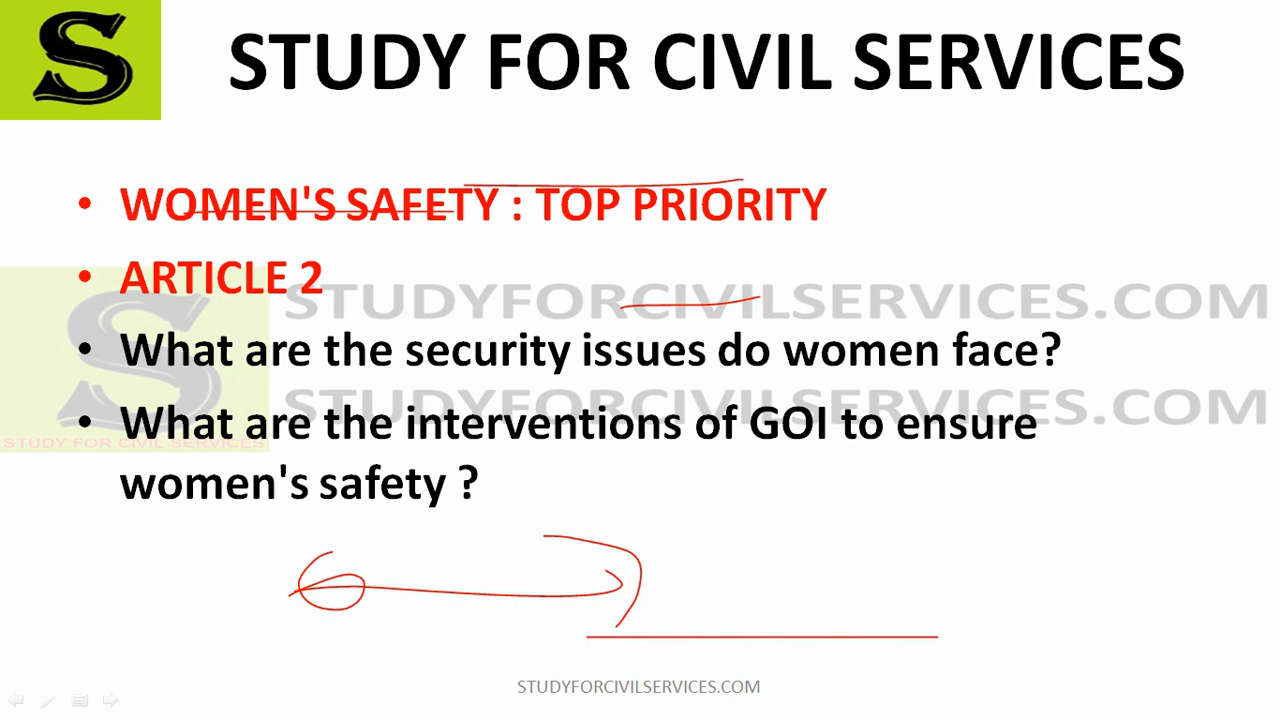 S
STUDY FOR CIVIL SERVICES
• WOMEN'S SAFETY : TOP PRIORITY
• ARTICLE 2
STUDYFORCIVILSERVICES.COM
• What are the security issues do women face?
STUDYFORCIVILSERVICES.COM
• What are the interventions of GOI to ensure
S
STUDY FOR CIVIL SERVICES
women's safety ?
STUDYFORCIVILSERVICES.COM